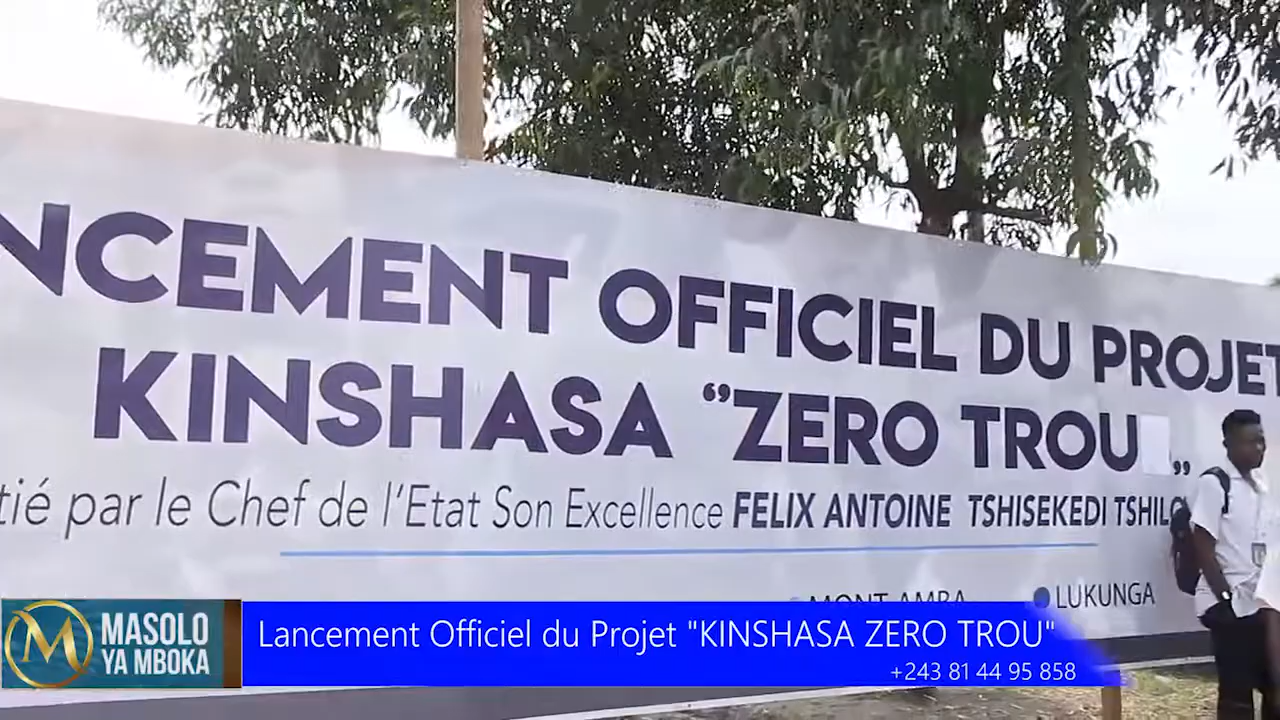 NCEMENT OFFICIEL DU PROJET
KINSHASA "ZERO TROU"
tié par le Chef de l'Etat Son Excellence FELIX ANTOINE TSHISEKEDI TSHILO
MONT AMBA LUKUNGA
MASOLO
YA MBOKA
Lancement Officiel du Projet "KINSHASA ZERO TROU"
+243 81 44 95 858